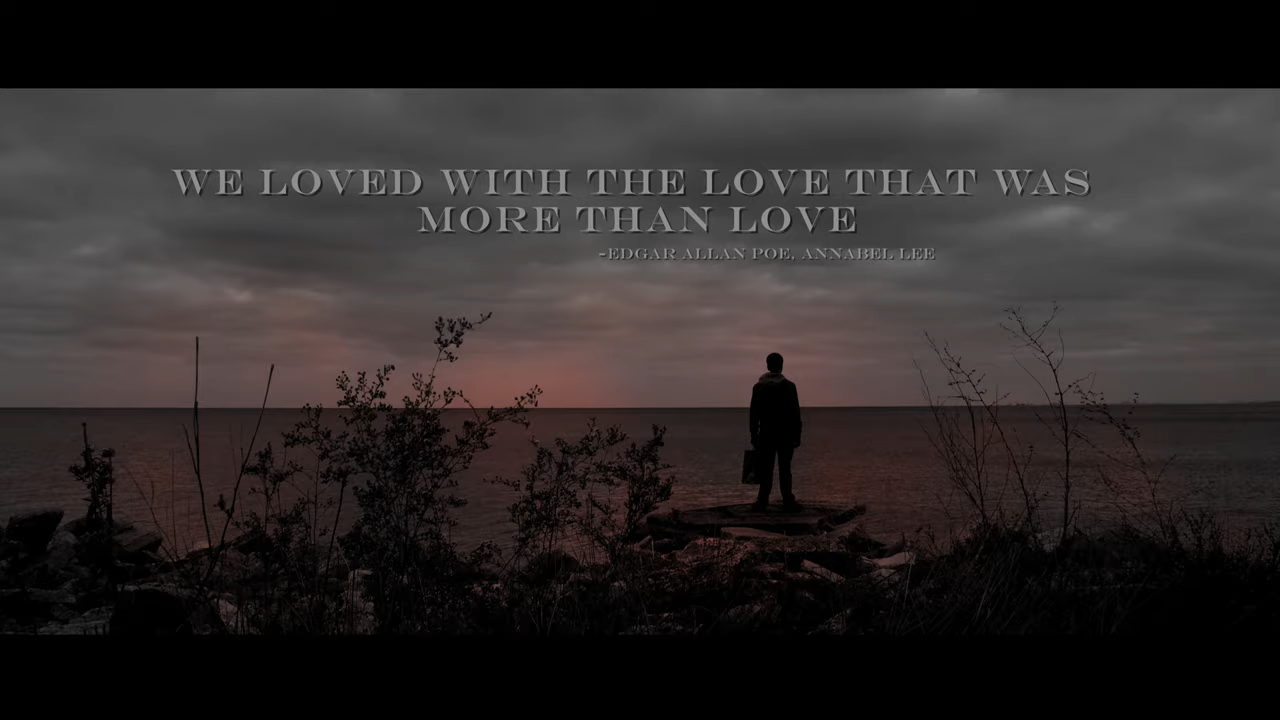 WE LOVED WITH THE LOVE THAT WAS
MORE THAN LOVE
-EDGAR ALLAN POE, ANNABEL LEE